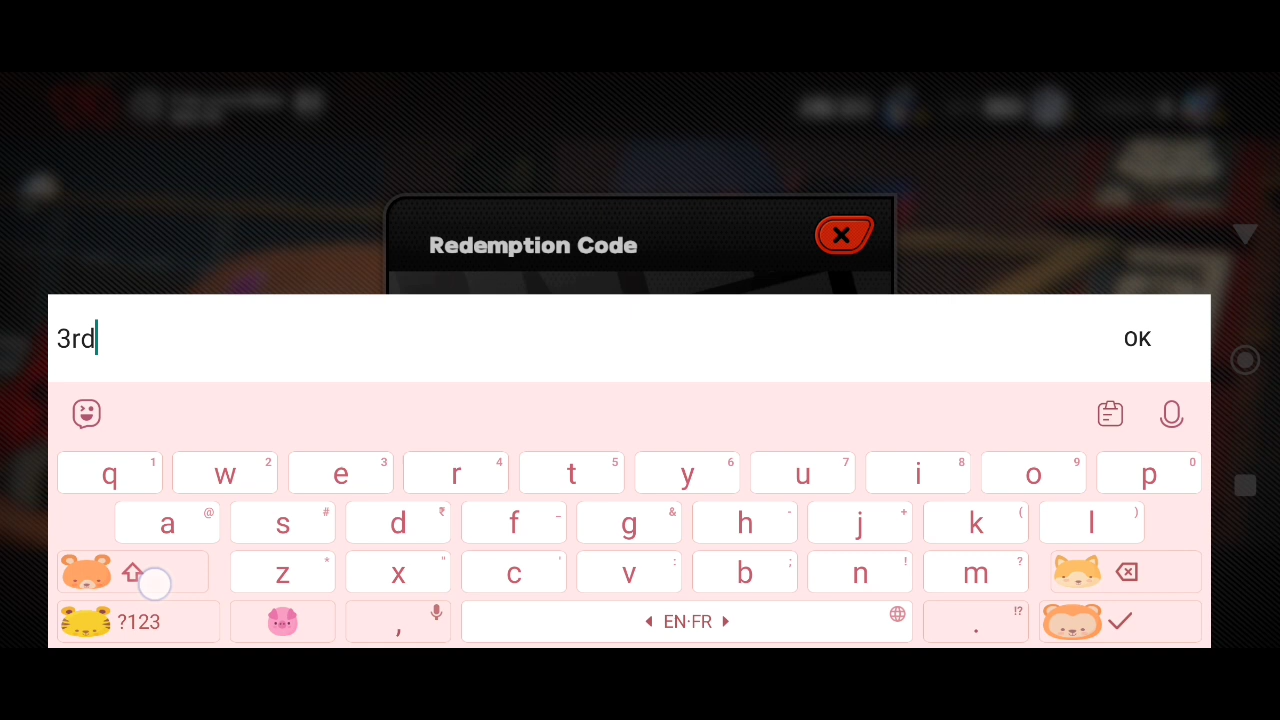 Redemption Code
3rd
OK
q 1 w 2 e 3 r 4 t 5 y 6 u 7 i 8 o 9 p 0
a @ s # d ₹ f _ g & h - j + k ( l )
z * x " c ' v : b ; n ! m ?
?123 , EN·FR . !?